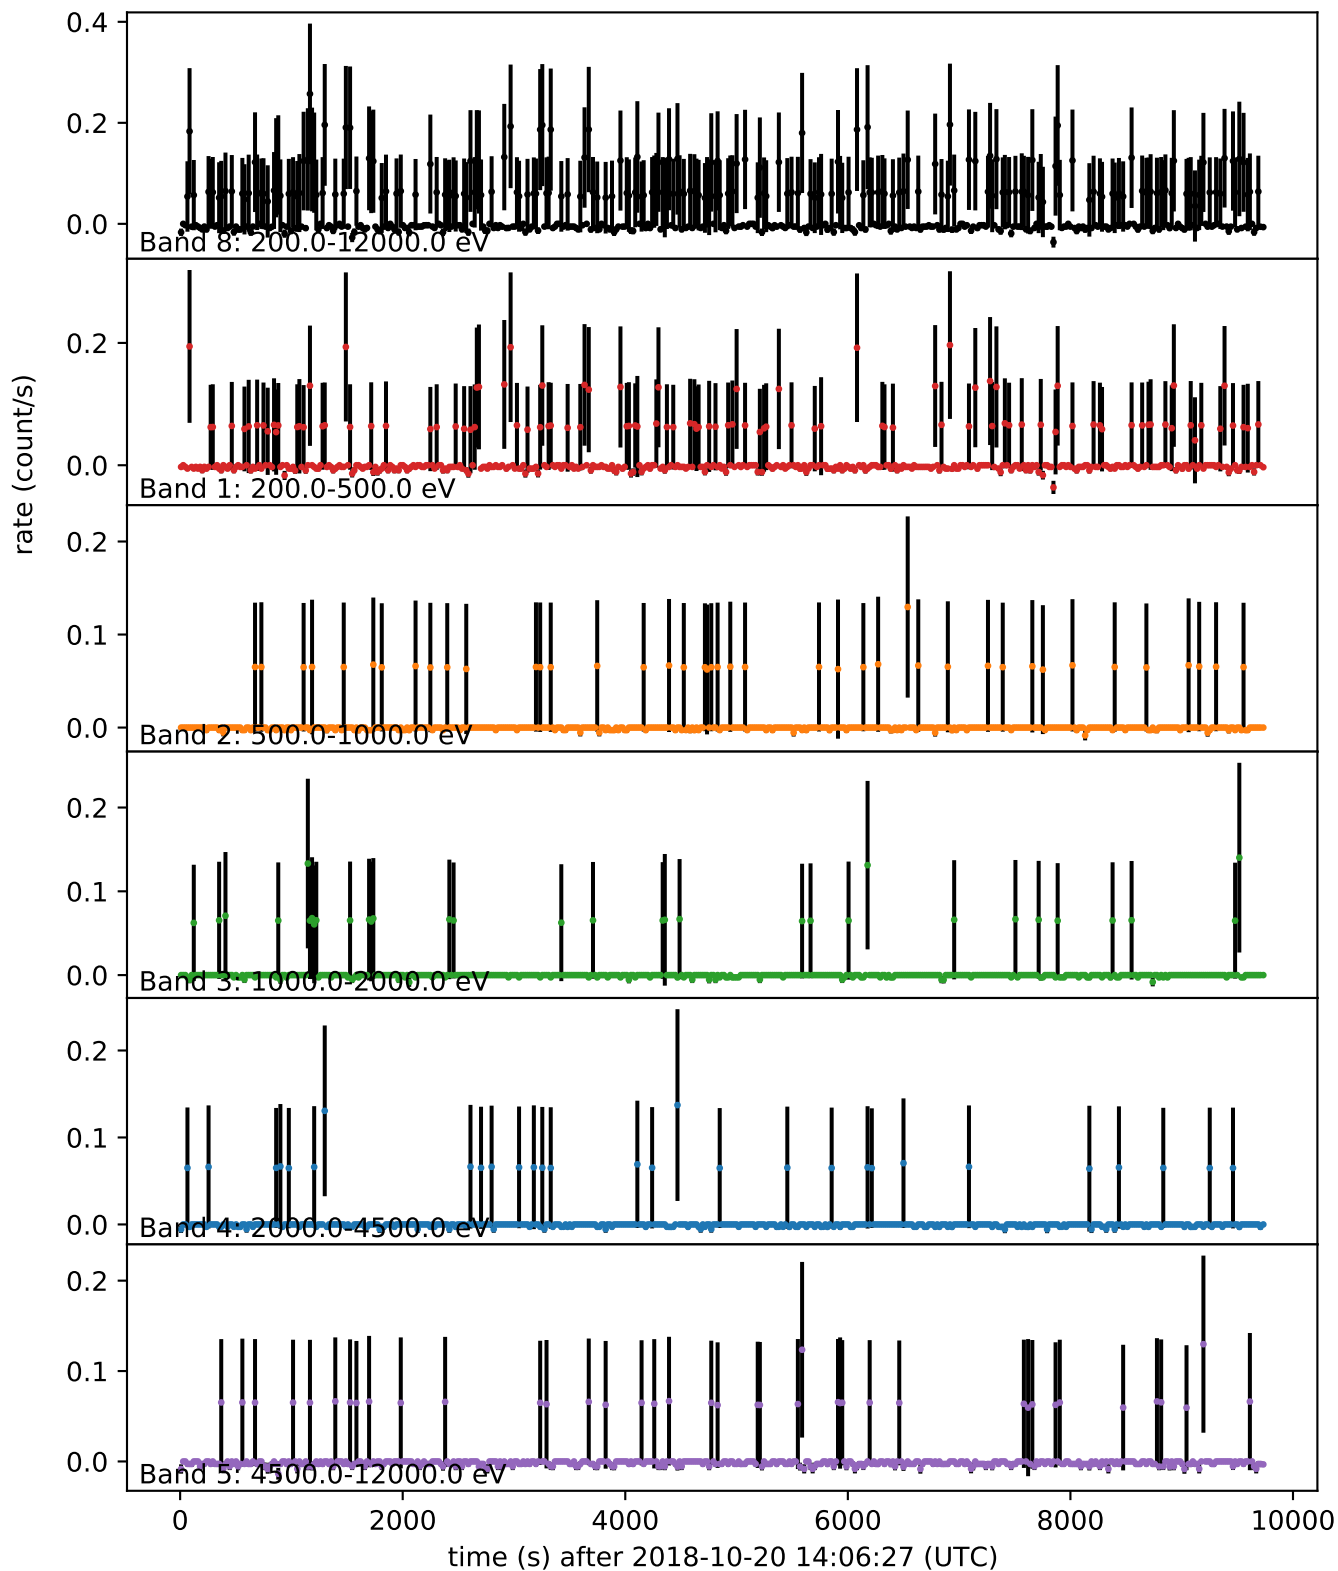 0.4
0.2
0.0
Band 8: 200.0-12000.0 eV
0.2
0.0
Band 1: 200.0-500.0 eV
rate (count/s)
0.2
0.1
0.0
Band 2: 500.0-1000.0 eV
0.2
0.1
0.0
Band 3: 1000.0-2000.0 eV
0.2
0.1
0.0
Band 4: 2000.0-4500.0 eV
0.2
0.1
0.0
Band 5: 4500.0-12000.0 eV
0 2000 4000 6000 8000 10000
time (s) after 2018-10-20 14:06:27 (UTC)